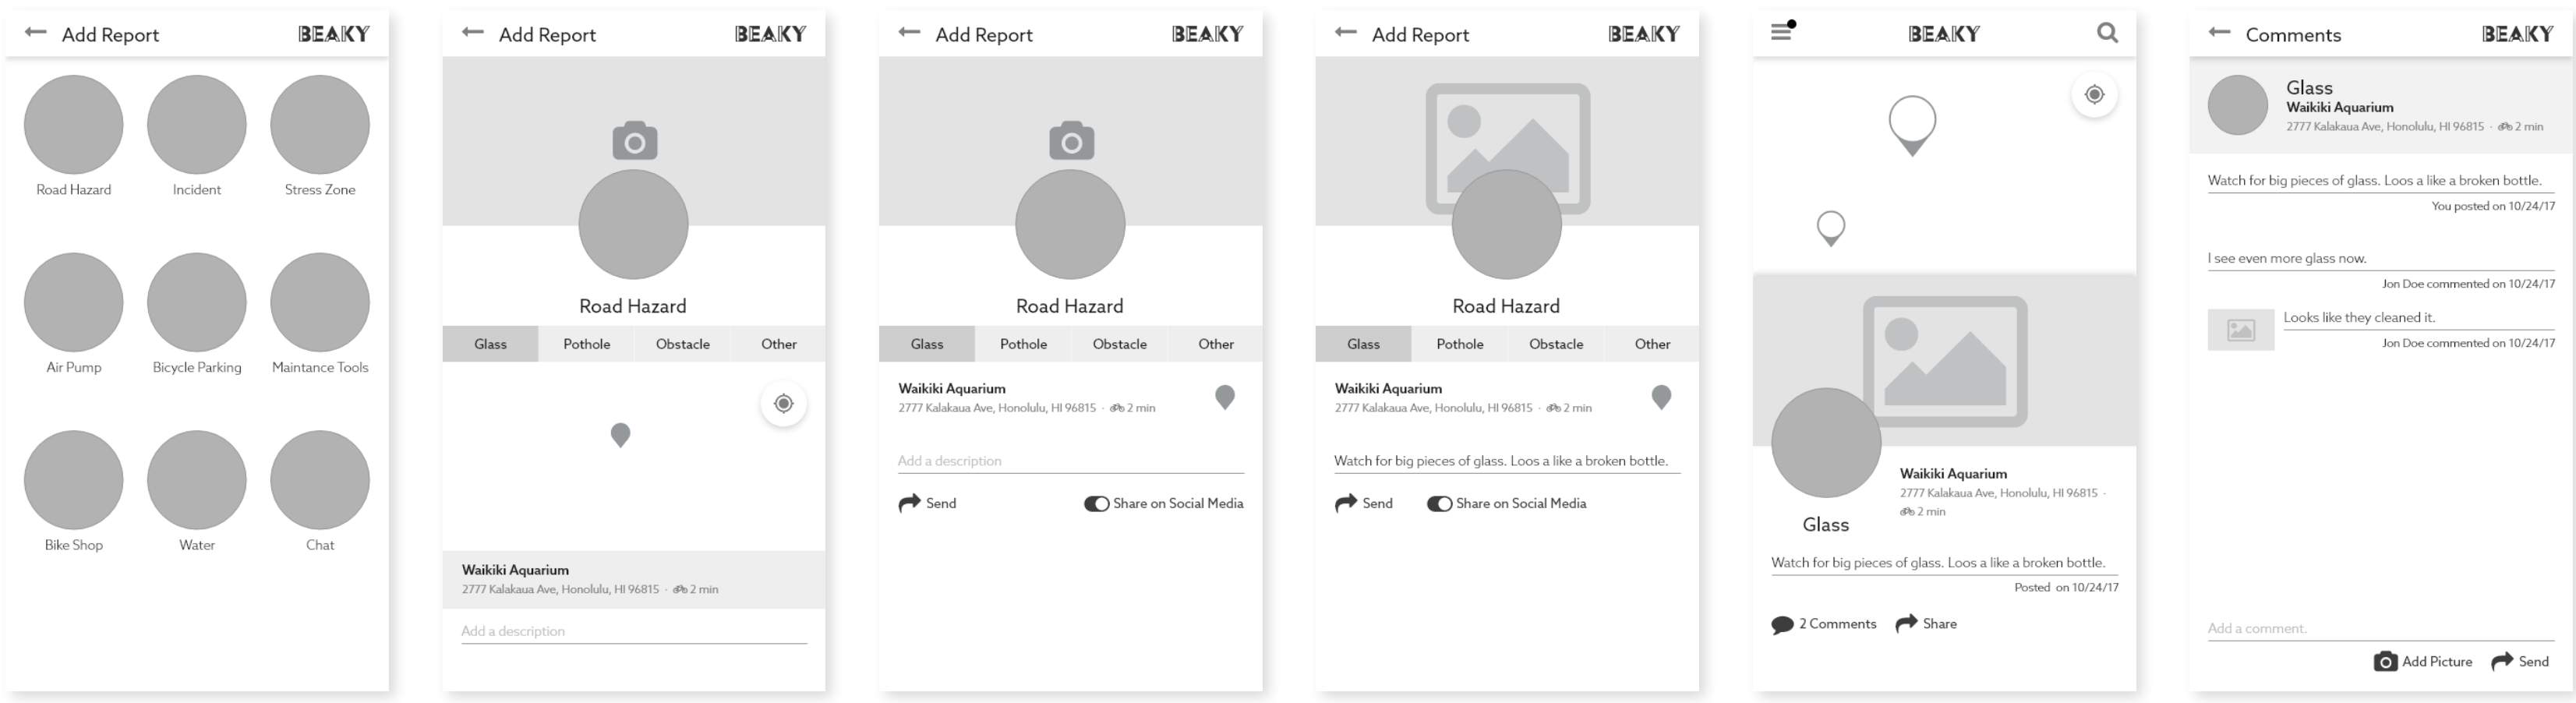 Add Report BEAKY
Road Hazard Incident Stress Zone
Air Pump Bicycle Parking Maintance Tools
Bike Shop Water Chat
Add Report BEAKY
Road Hazard
Glass Pothole Obstacle Other
Waikiki Aquarium
2777 Kalakaua Ave, Honolulu, HI 96815 · 2 min
Add a description
Add Report BEAKY
Road Hazard
Glass Pothole Obstacle Other
Waikiki Aquarium
2777 Kalakaua Ave, Honolulu, HI 96815 · 2 min
Add a description
Send Share on Social Media
Add Report BEAKY
Road Hazard
Glass Pothole Obstacle Other
Waikiki Aquarium
2777 Kalakaua Ave, Honolulu, HI 96815 · 2 min
Watch for big pieces of glass. Loos a like a broken bottle.
Send Share on Social Media
BEAKY
Waikiki Aquarium
2777 Kalakaua Ave, Honolulu, HI 96815 ·
2 min
Glass
Watch for big pieces of glass. Loos a like a broken bottle.
Posted on 10/24/17
2 Comments Share
Comments BEAKY
Glass
Waikiki Aquarium
2777 Kalakaua Ave, Honolulu, HI 96815 · 2 min
Watch for big pieces of glass. Loos a like a broken bottle.
You posted on 10/24/17
I see even more glass now.
Jon Doe commented on 10/24/17
Looks like they cleaned it.
Jon Doe commented on 10/24/17
Add a comment.
Add Picture Send